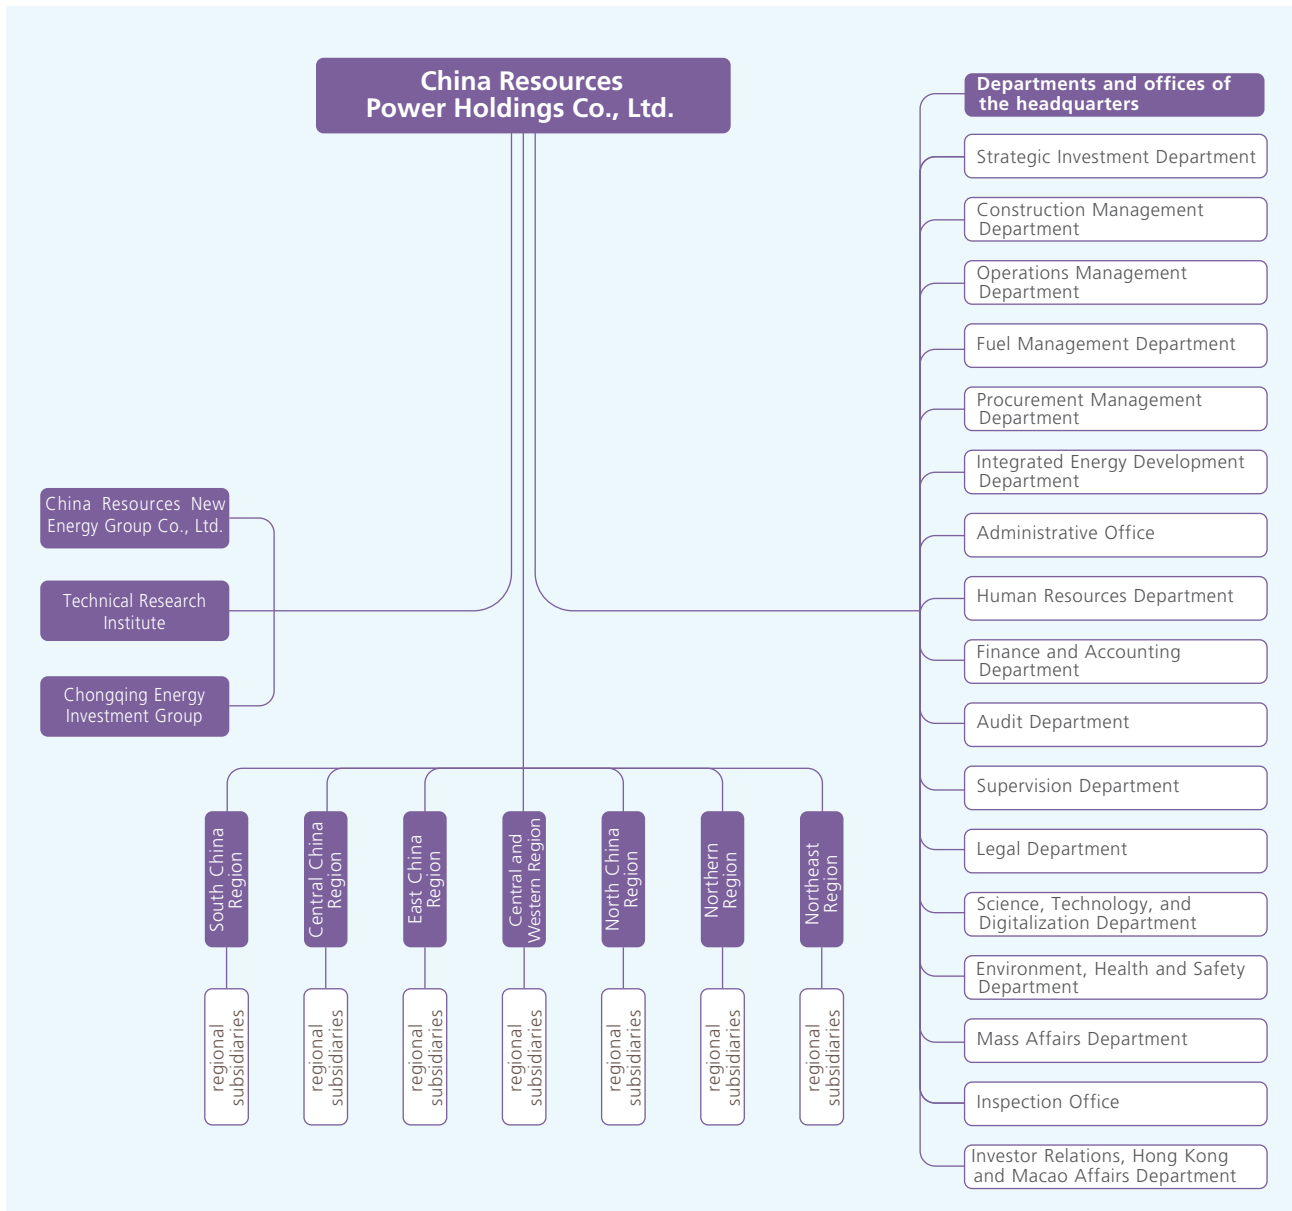 China Resources
Power Holdings Co., Ltd.
Departments and offices of
the headquarters
Strategic Investment Department
Construction Management
Department
Operations Management
Department
Fuel Management Department
Procurement Management
Department
Integrated Energy Development
Department
Administrative Office
Human Resources Department
Finance and Accounting
Department
Audit Department
Supervision Department
Legal Department
Science, Technology, and
Digitalization Department
Environment, Health and Safety
Department
Mass Affairs Department
Inspection Office
Investor Relations, Hong Kong
and Macao Affairs Department
China Resources New
Energy Group Co., Ltd.
Technical Research
Institute
Chongqing Energy
Investment Group
South China
Region
Central China
Region
East China
Region
Central and
Western Region
North China
Region
Northern
Region
Northeast
Region
regional
subsidiaries
regional
subsidiaries
regional
subsidiaries
regional
subsidiaries
regional
subsidiaries
regional
subsidiaries
regional
subsidiaries